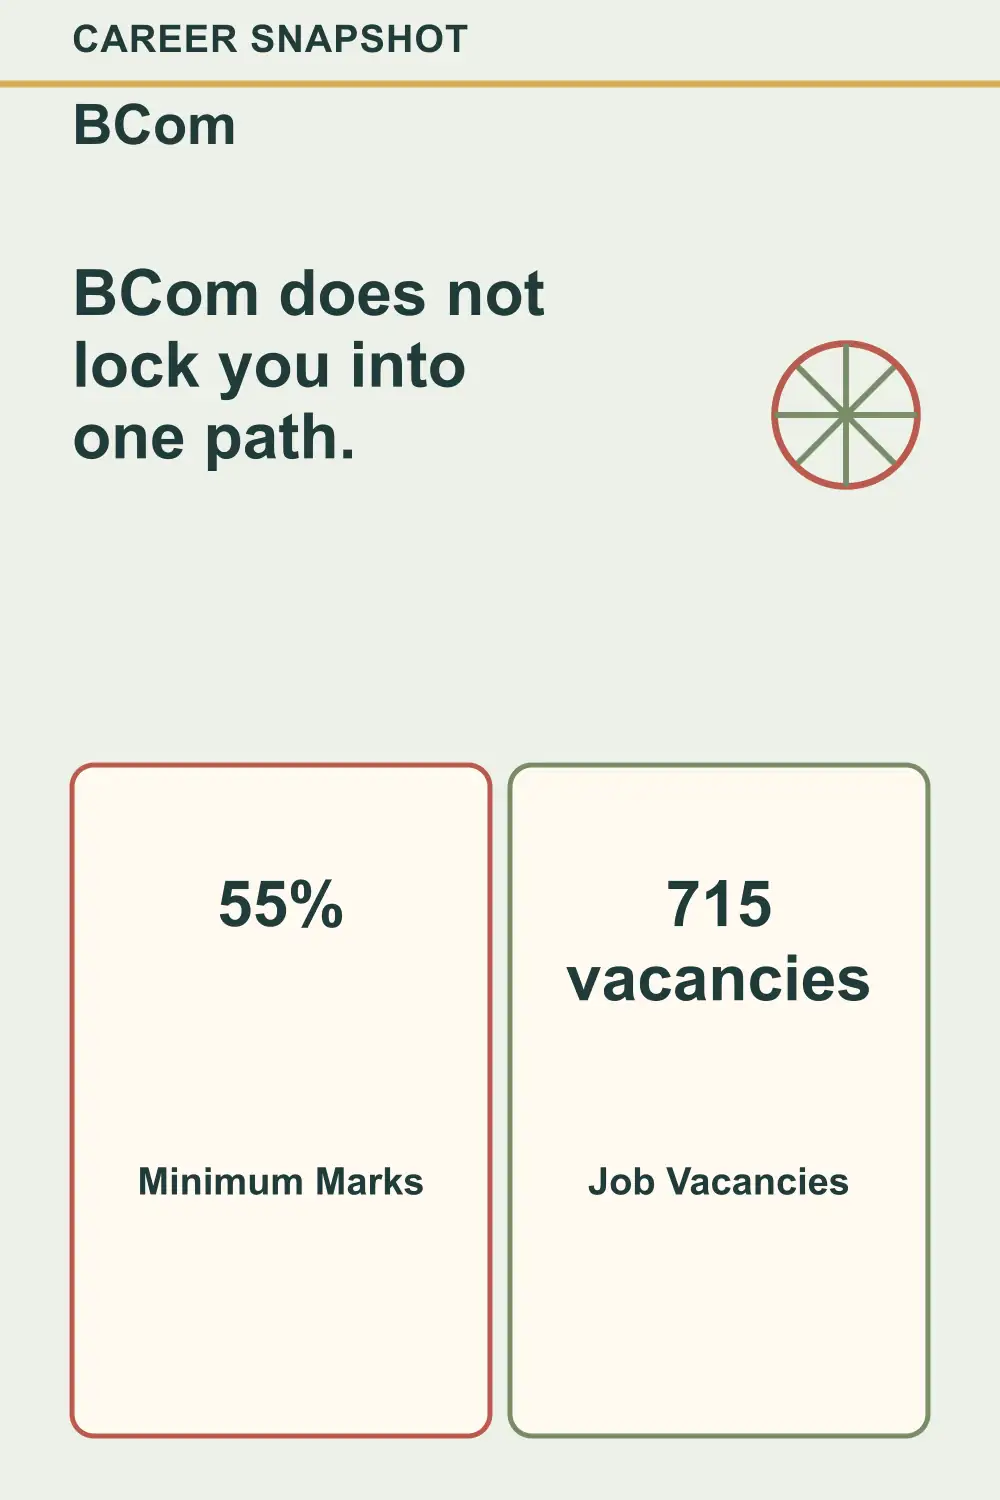 CAREER SNAPSHOT
BCom
BCom does not
lock you into
one path.
55%
Minimum Marks
715
vacancies
Job Vacancies